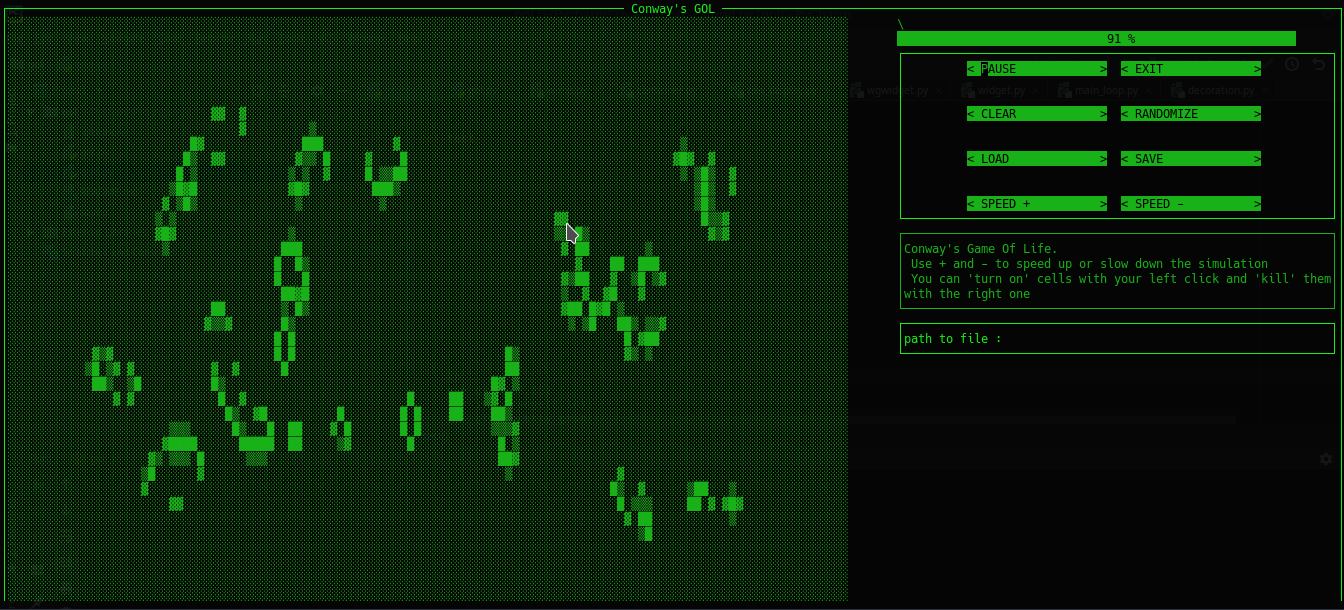 Conway's GOL
\
91 %
< PAUSE >
< EXIT >
wgwidget.py
widget.py
main_loop.py
decoration.py
< CLEAR >
< RANDOMIZE >
< LOAD >
< SAVE >
< SPEED + >
< SPEED - >
Conway's Game Of Life.
Use + and - to speed up or slow down the simulation
You can 'turn on' cells with your left click and 'kill' them
with the right one
path to file :